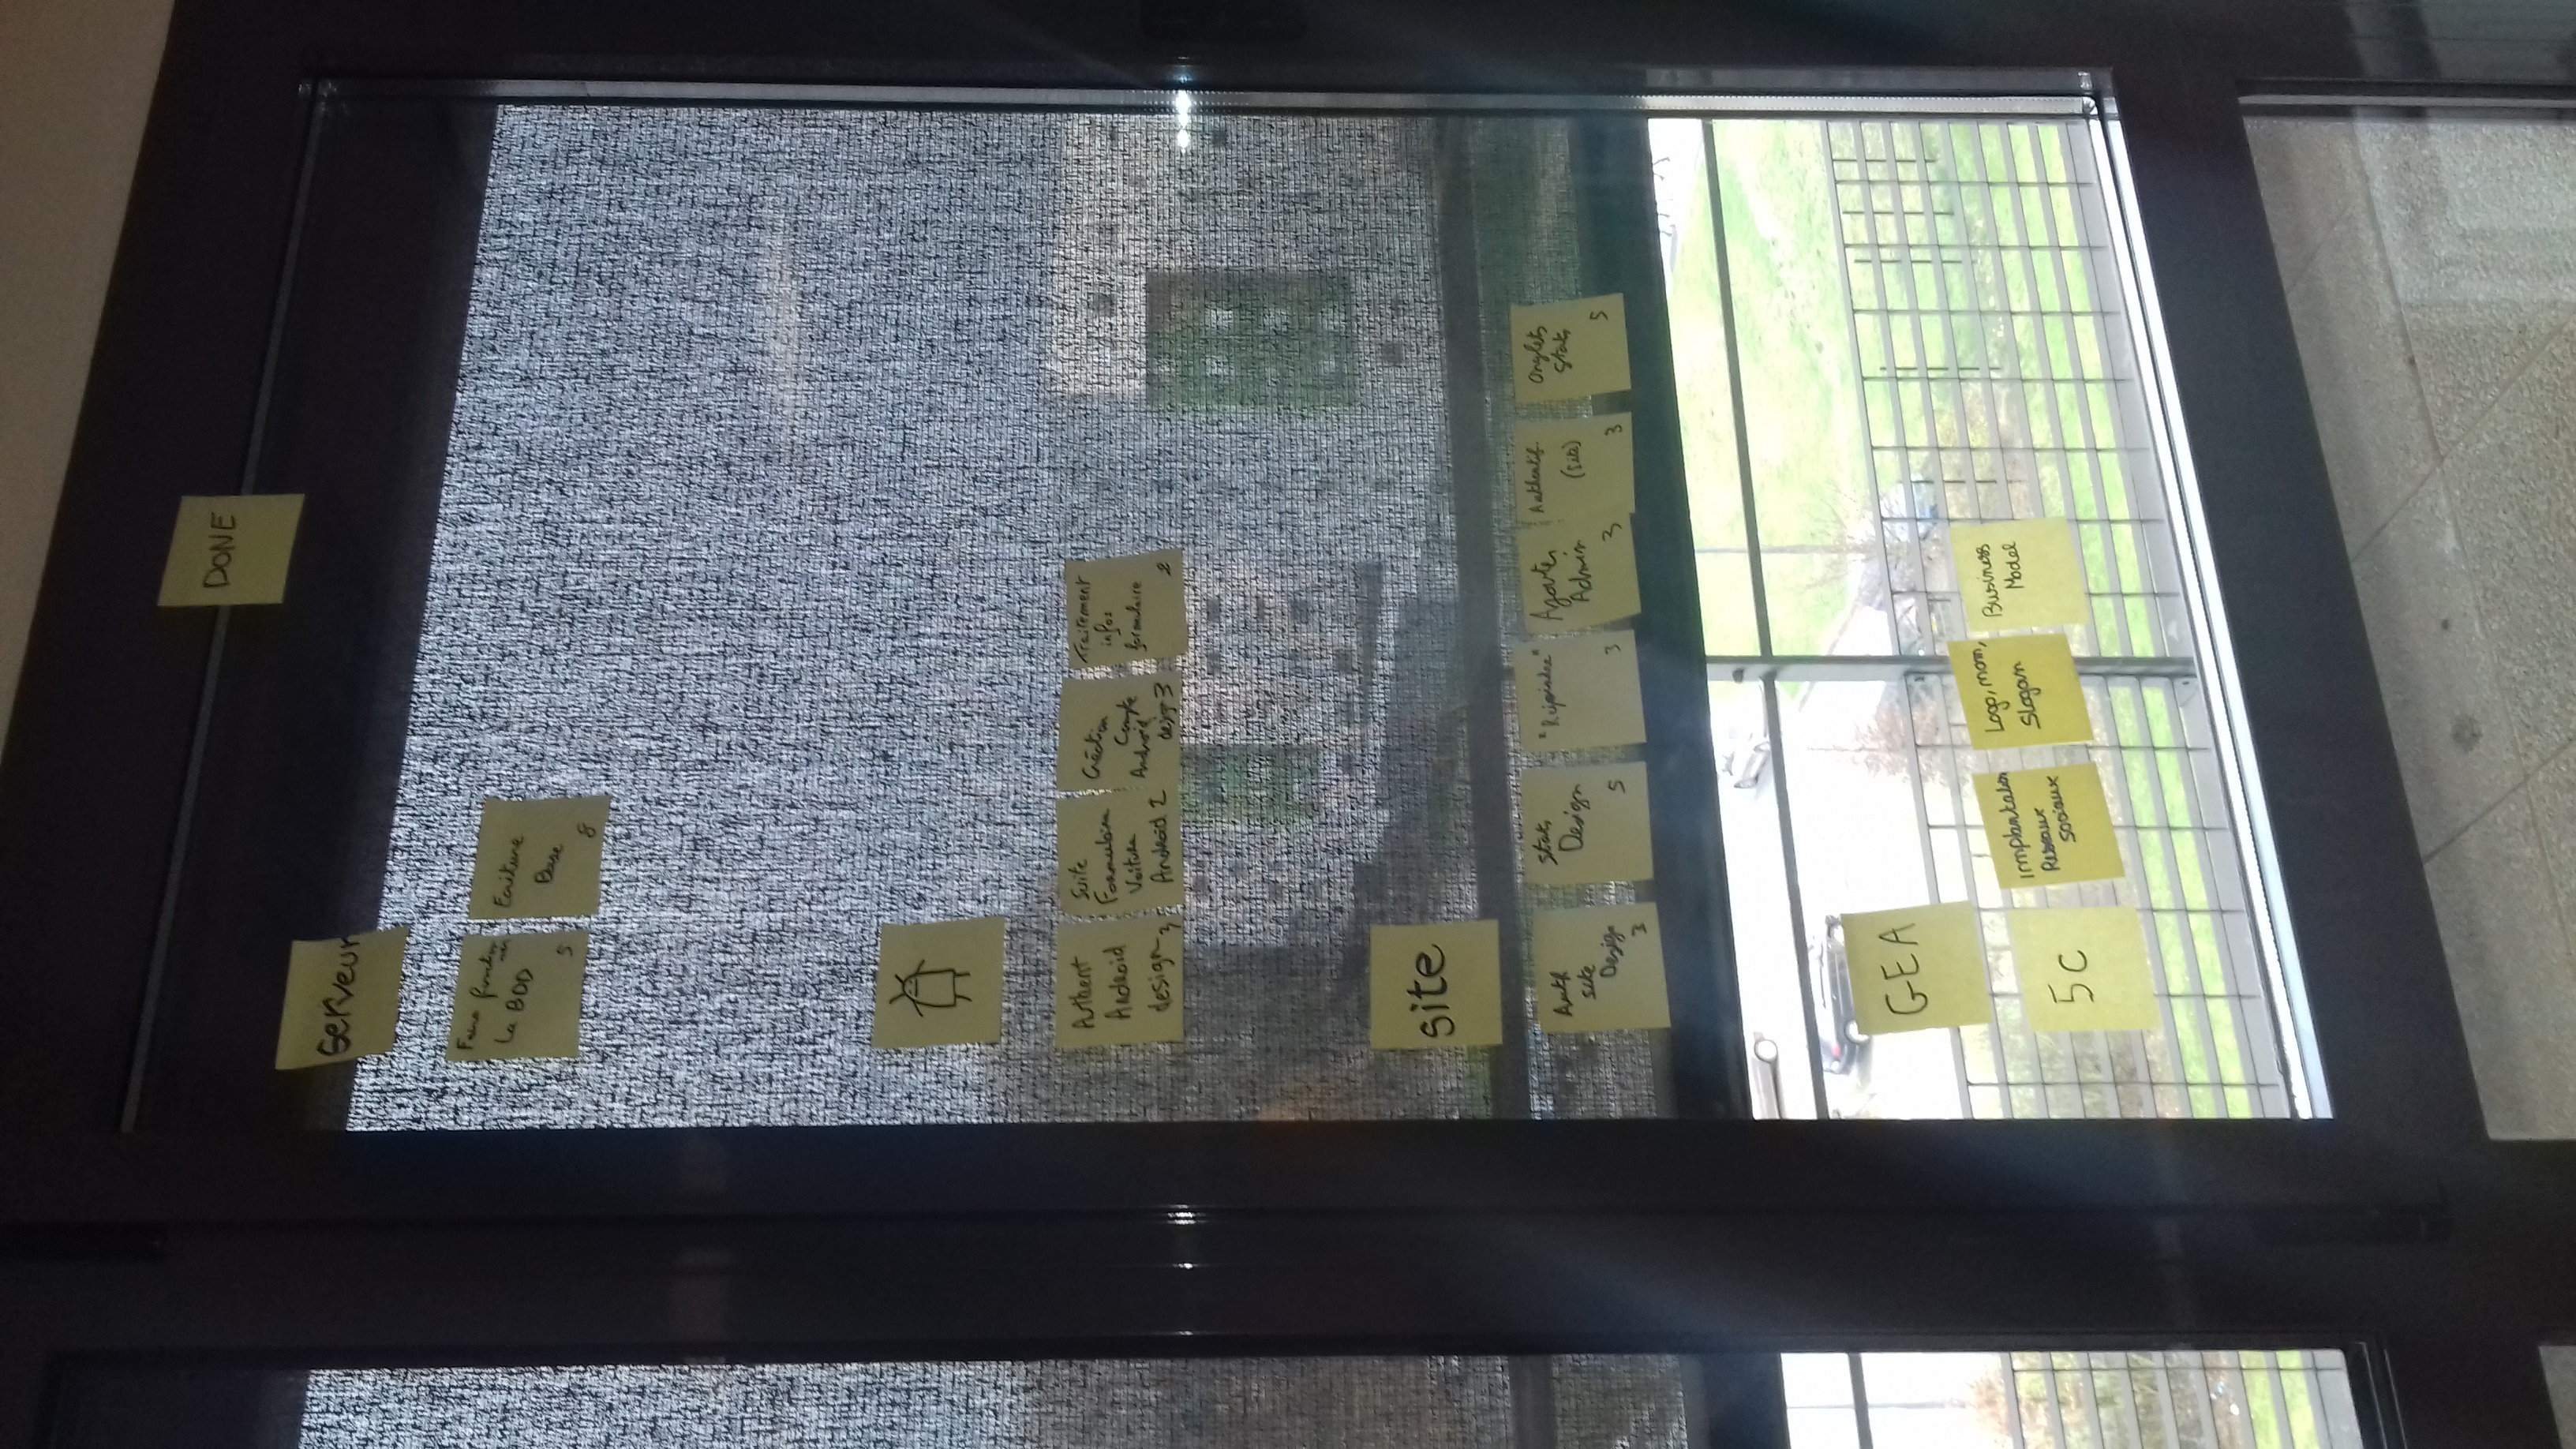 DONE
serveur
Faire fonction
ner
La BDD
5
Ecriture
Base
8
Authent
Android
design
3
Suite
Formulaire
Voiture
Android 2
Création
Compte
Android
design 3
Traitement
infos
formulaire
2
site
Auth
site
Design
3
Stats
Design
5
"Rejoindre"
3
Ajouter
Admin
3
Authentif.
(site)
3
Onglets
Stats
5
GEA
5C
Implantation
Réseaux
Sociaux
Logo, nom,
Slogan
Business
Model